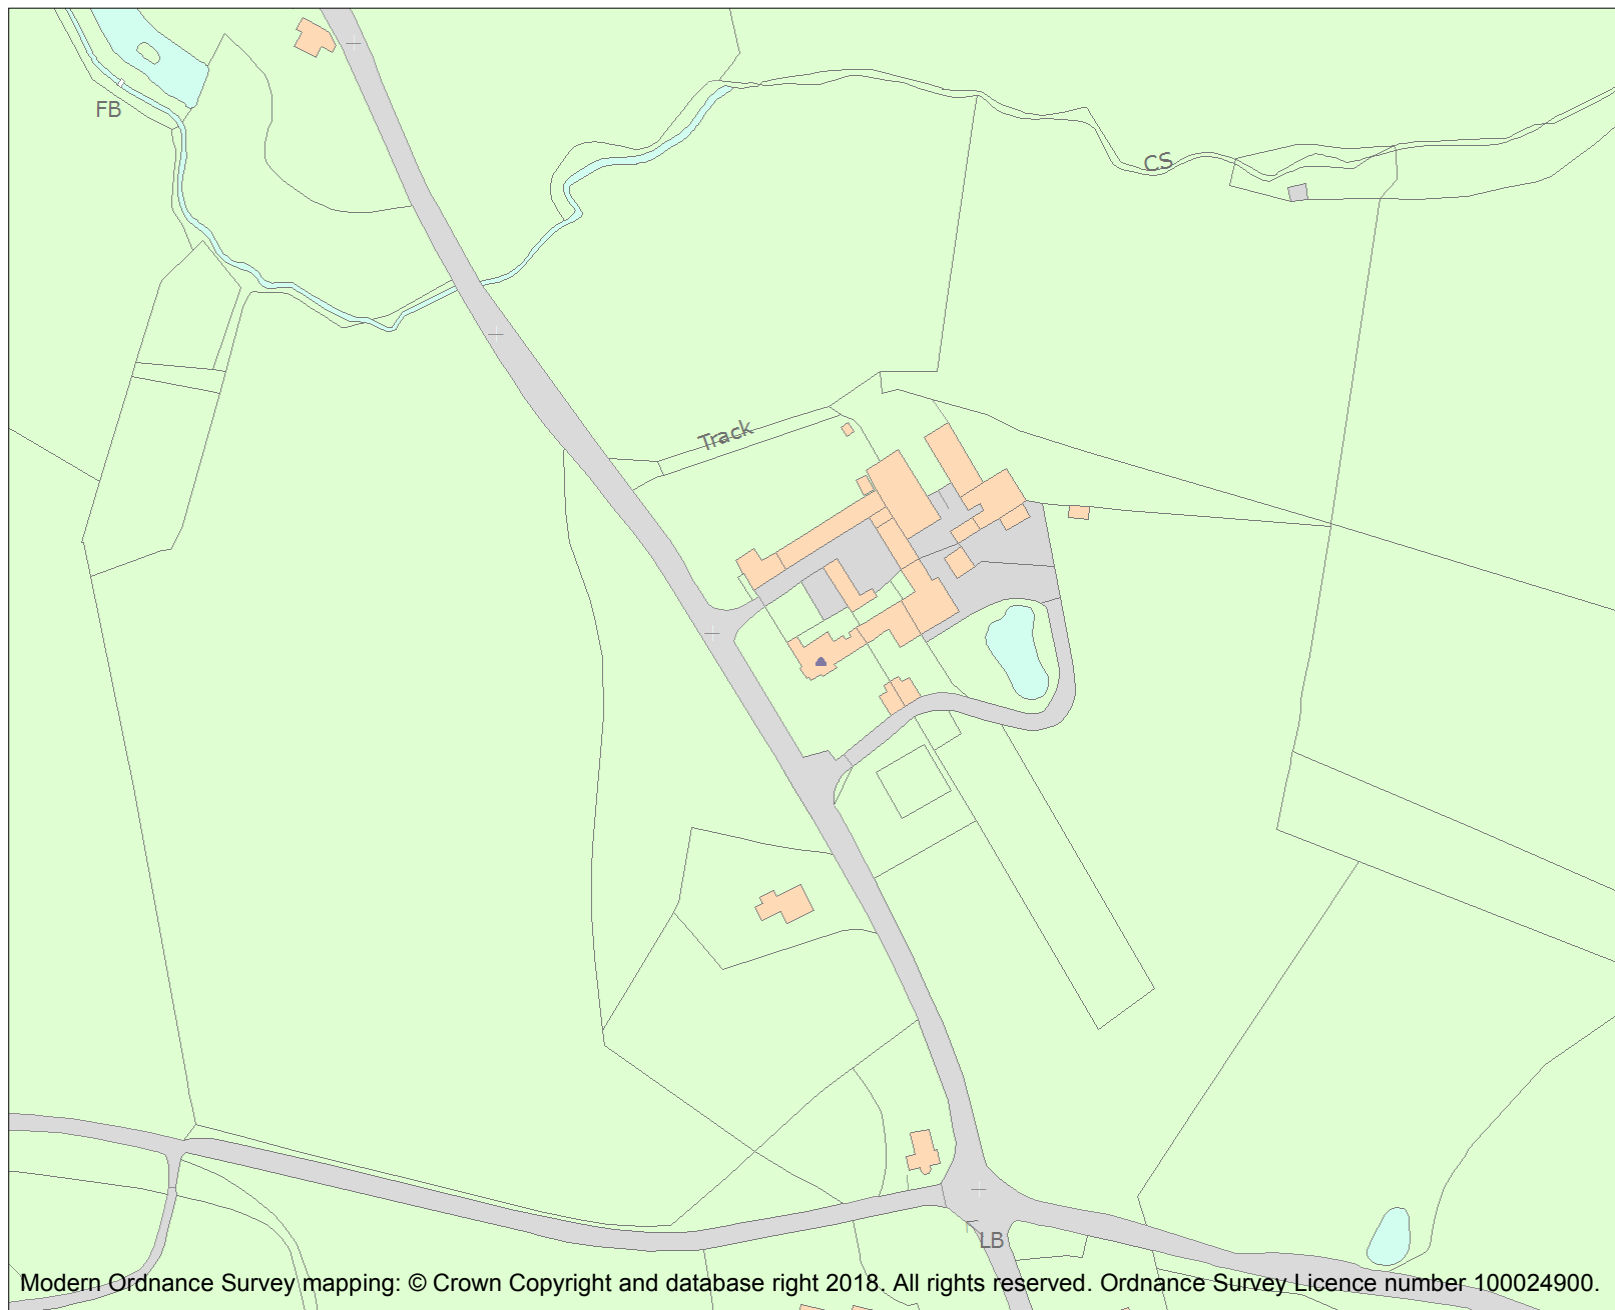 FB
CS
Track
LB
Modern Ordnance Survey mapping: © Crown Copyright and database right 2018. All rights reserved. Ordnance Survey Licence number 100024900.